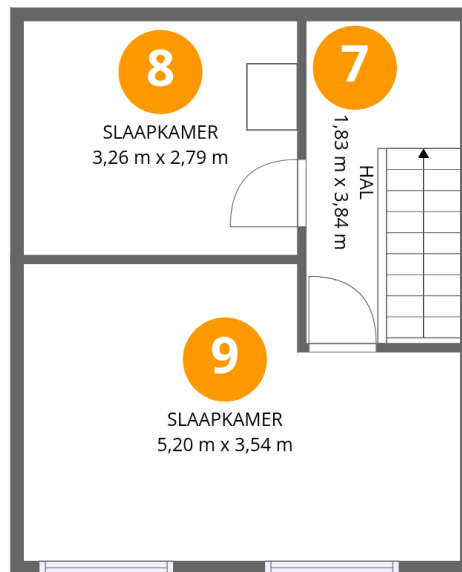 8
SLAAPKAMER
3,26 m x 2,79 m
7
HAL
1,83 m x 3,84 m
9
SLAAPKAMER
5,20 m x 3,54 m